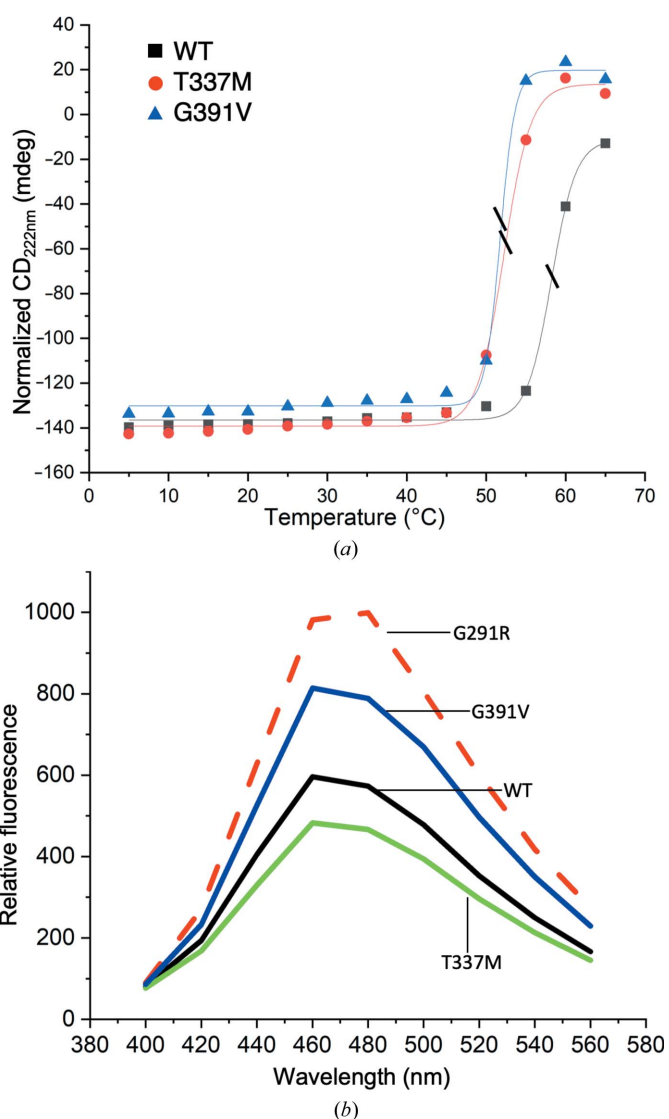 40
20
0
−20
−40
−60
−80
−100
−120
−140
−160
Normalized CD222nm (mdeg)
WT
T337M
G391V
0 10 20 30 40 50 60 70
Temperature (°C)
(a)
1000
800
600
400
200
0
Relative fluorescence
G291R
G391V
WT
T337M
380 400 420 440 460 480 500 520 540 560 580
Wavelength (nm)
(b)